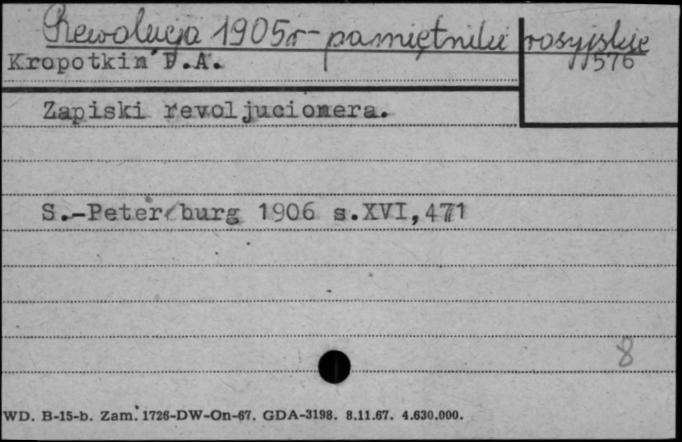 Rewolucja 1905r - pamiętniki rosyjskie
Kropotkin P.A.
11576
Zapiski revoljucionera.
S.-Petersburg 1906 s.XVI,471
8
WD. B-15-b. Zam. 1726-DW-On-67. GDA-3198. 8.11.67. 4.630.000.